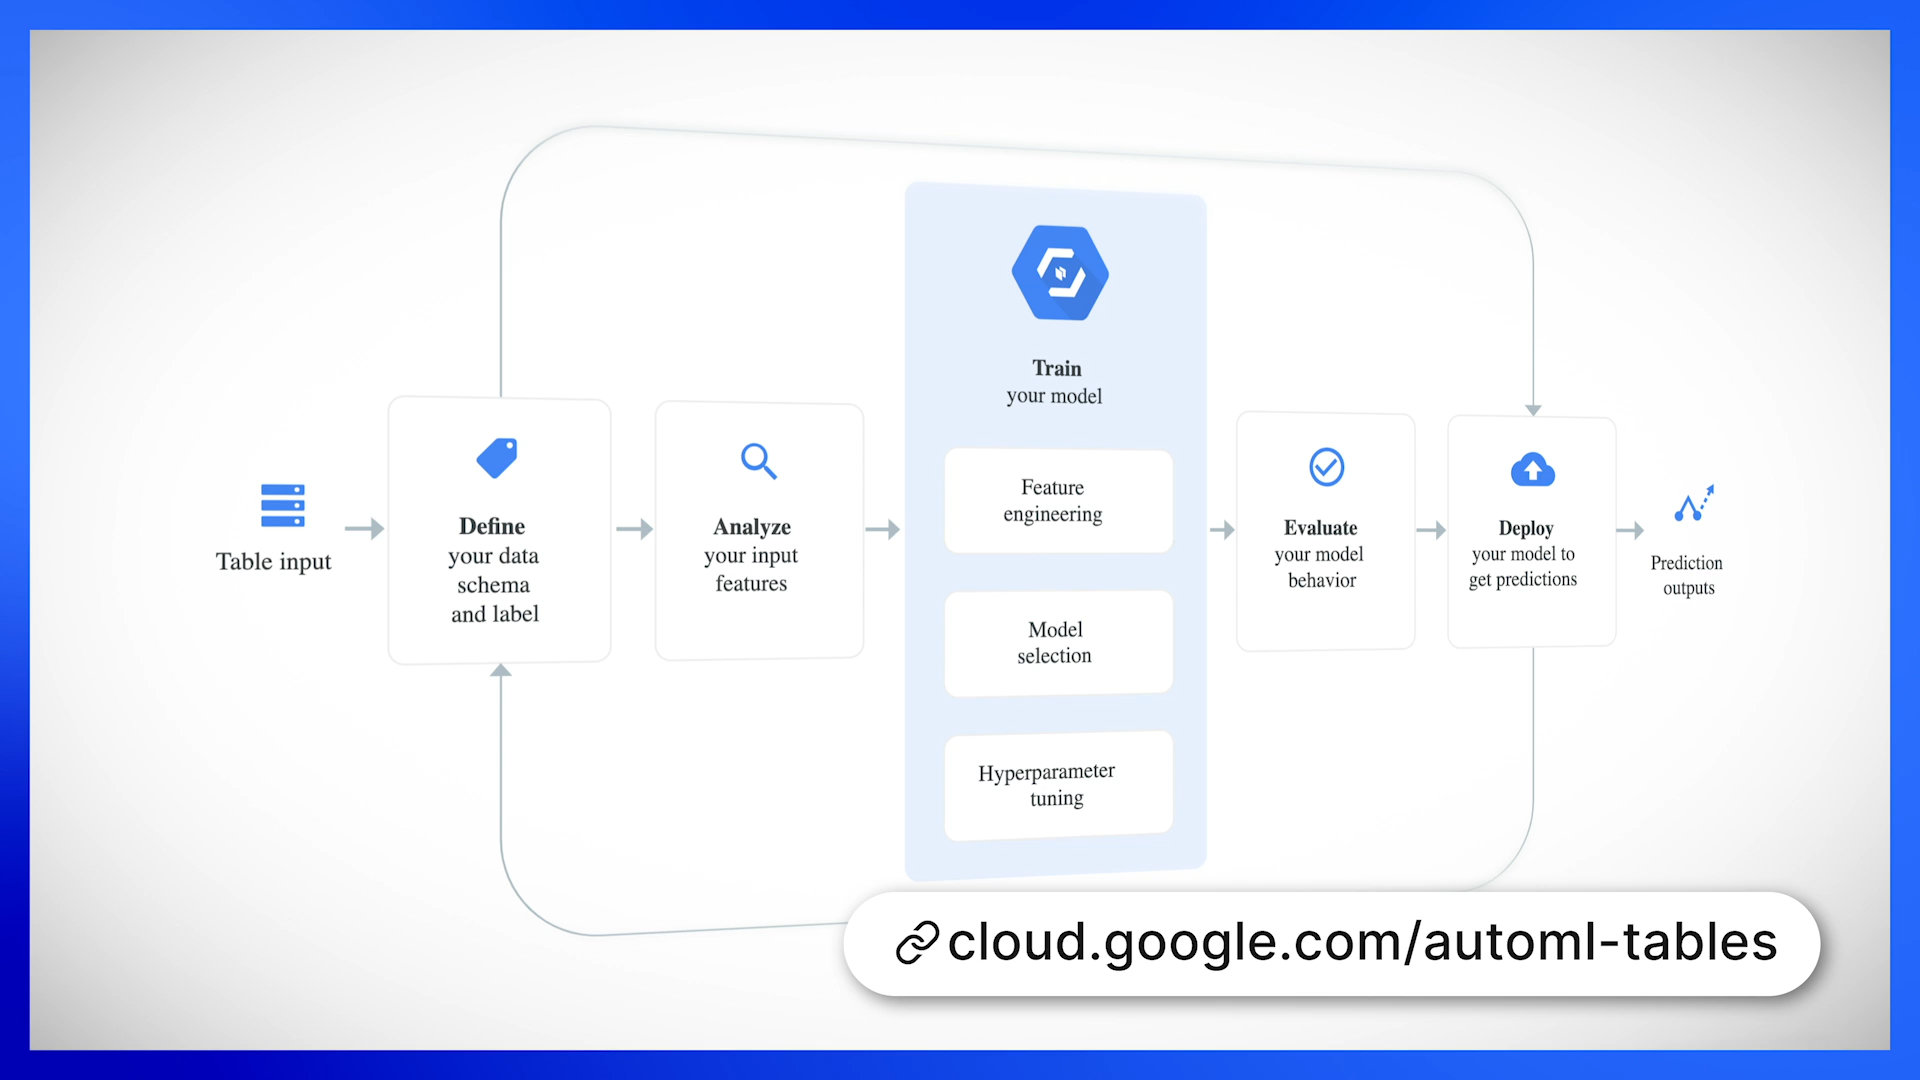 Table input
Define
your data
schema
and label
Analyze
your input
features
Train
your model
Feature
engineering
Model
selection
Hyperparameter
tuning
Evaluate
your model
behavior
Deploy
your model to
get predictions
Prediction
outputs
cloud.google.com/automl-tables